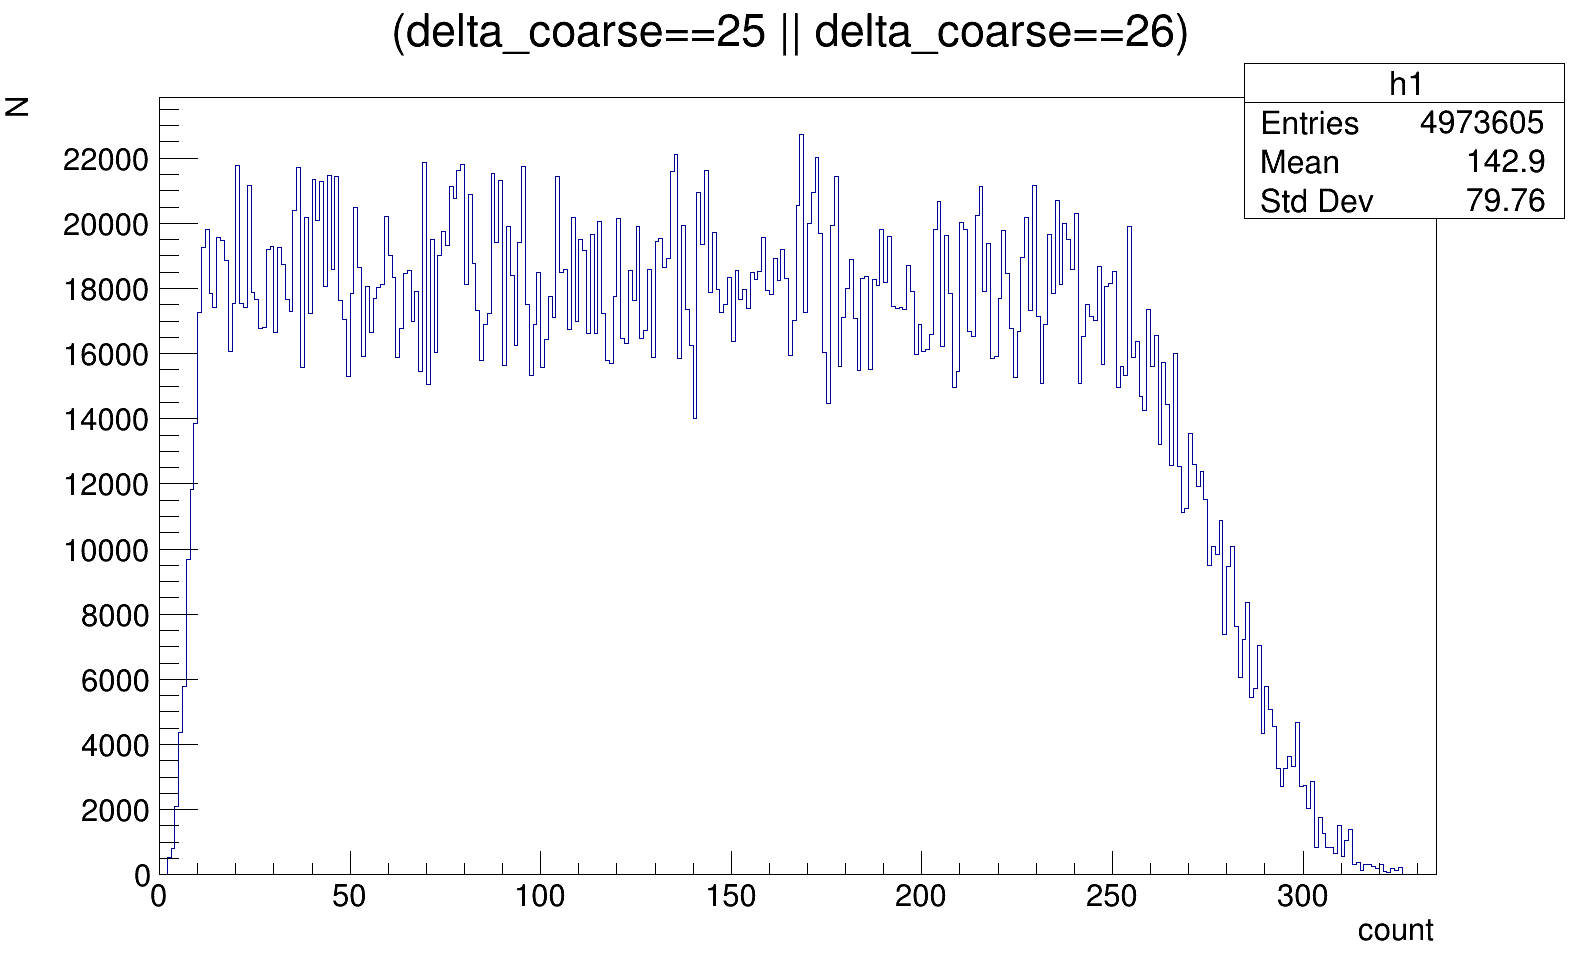 (delta_coarse==25 || delta_coarse==26)
h1
Entries 4973605
Mean 142.9
Std Dev 79.76
N
22000
20000
18000
16000
14000
12000
10000
8000
6000
4000
2000
0
0 50 100 150 200 250 300
count